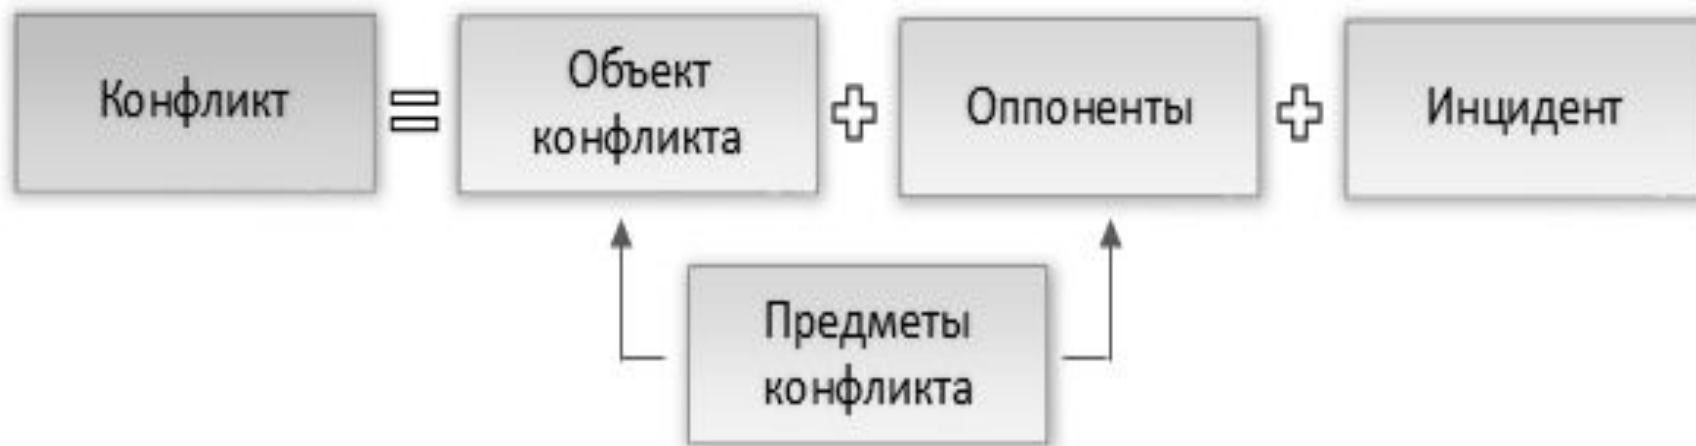 Конфликт
Объект
конфликта
Оппоненты
Инцидент
Предметы
конфликта